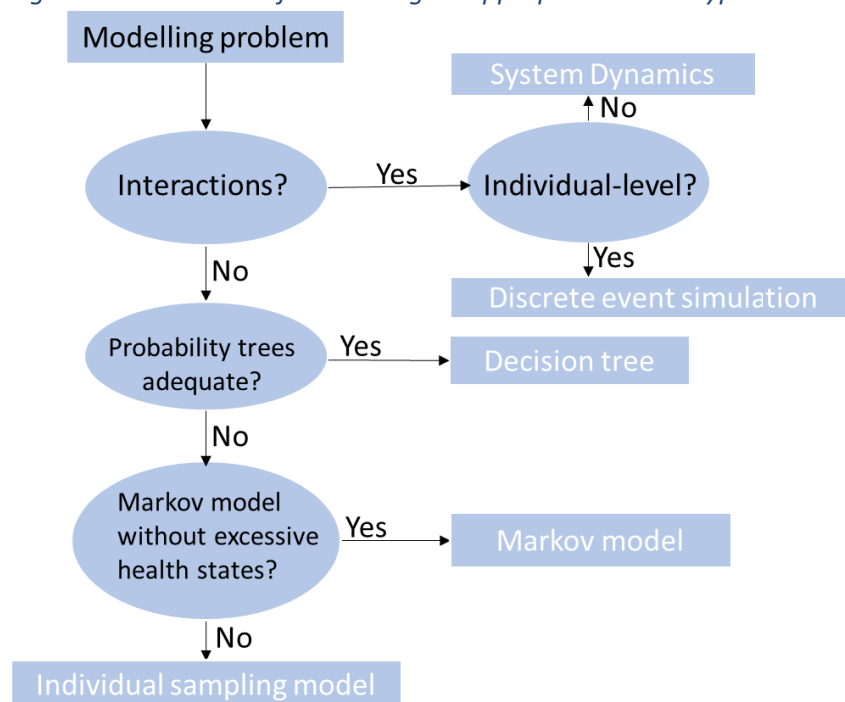 Modelling problem
System Dynamics
No
Interactions?
Yes
Individual-level?
Yes
No
Discrete event simulation
Probability trees
adequate?
Yes
Decision tree
No
Markov model
without excessive
health states?
Yes
Markov model
No
Individual sampling model